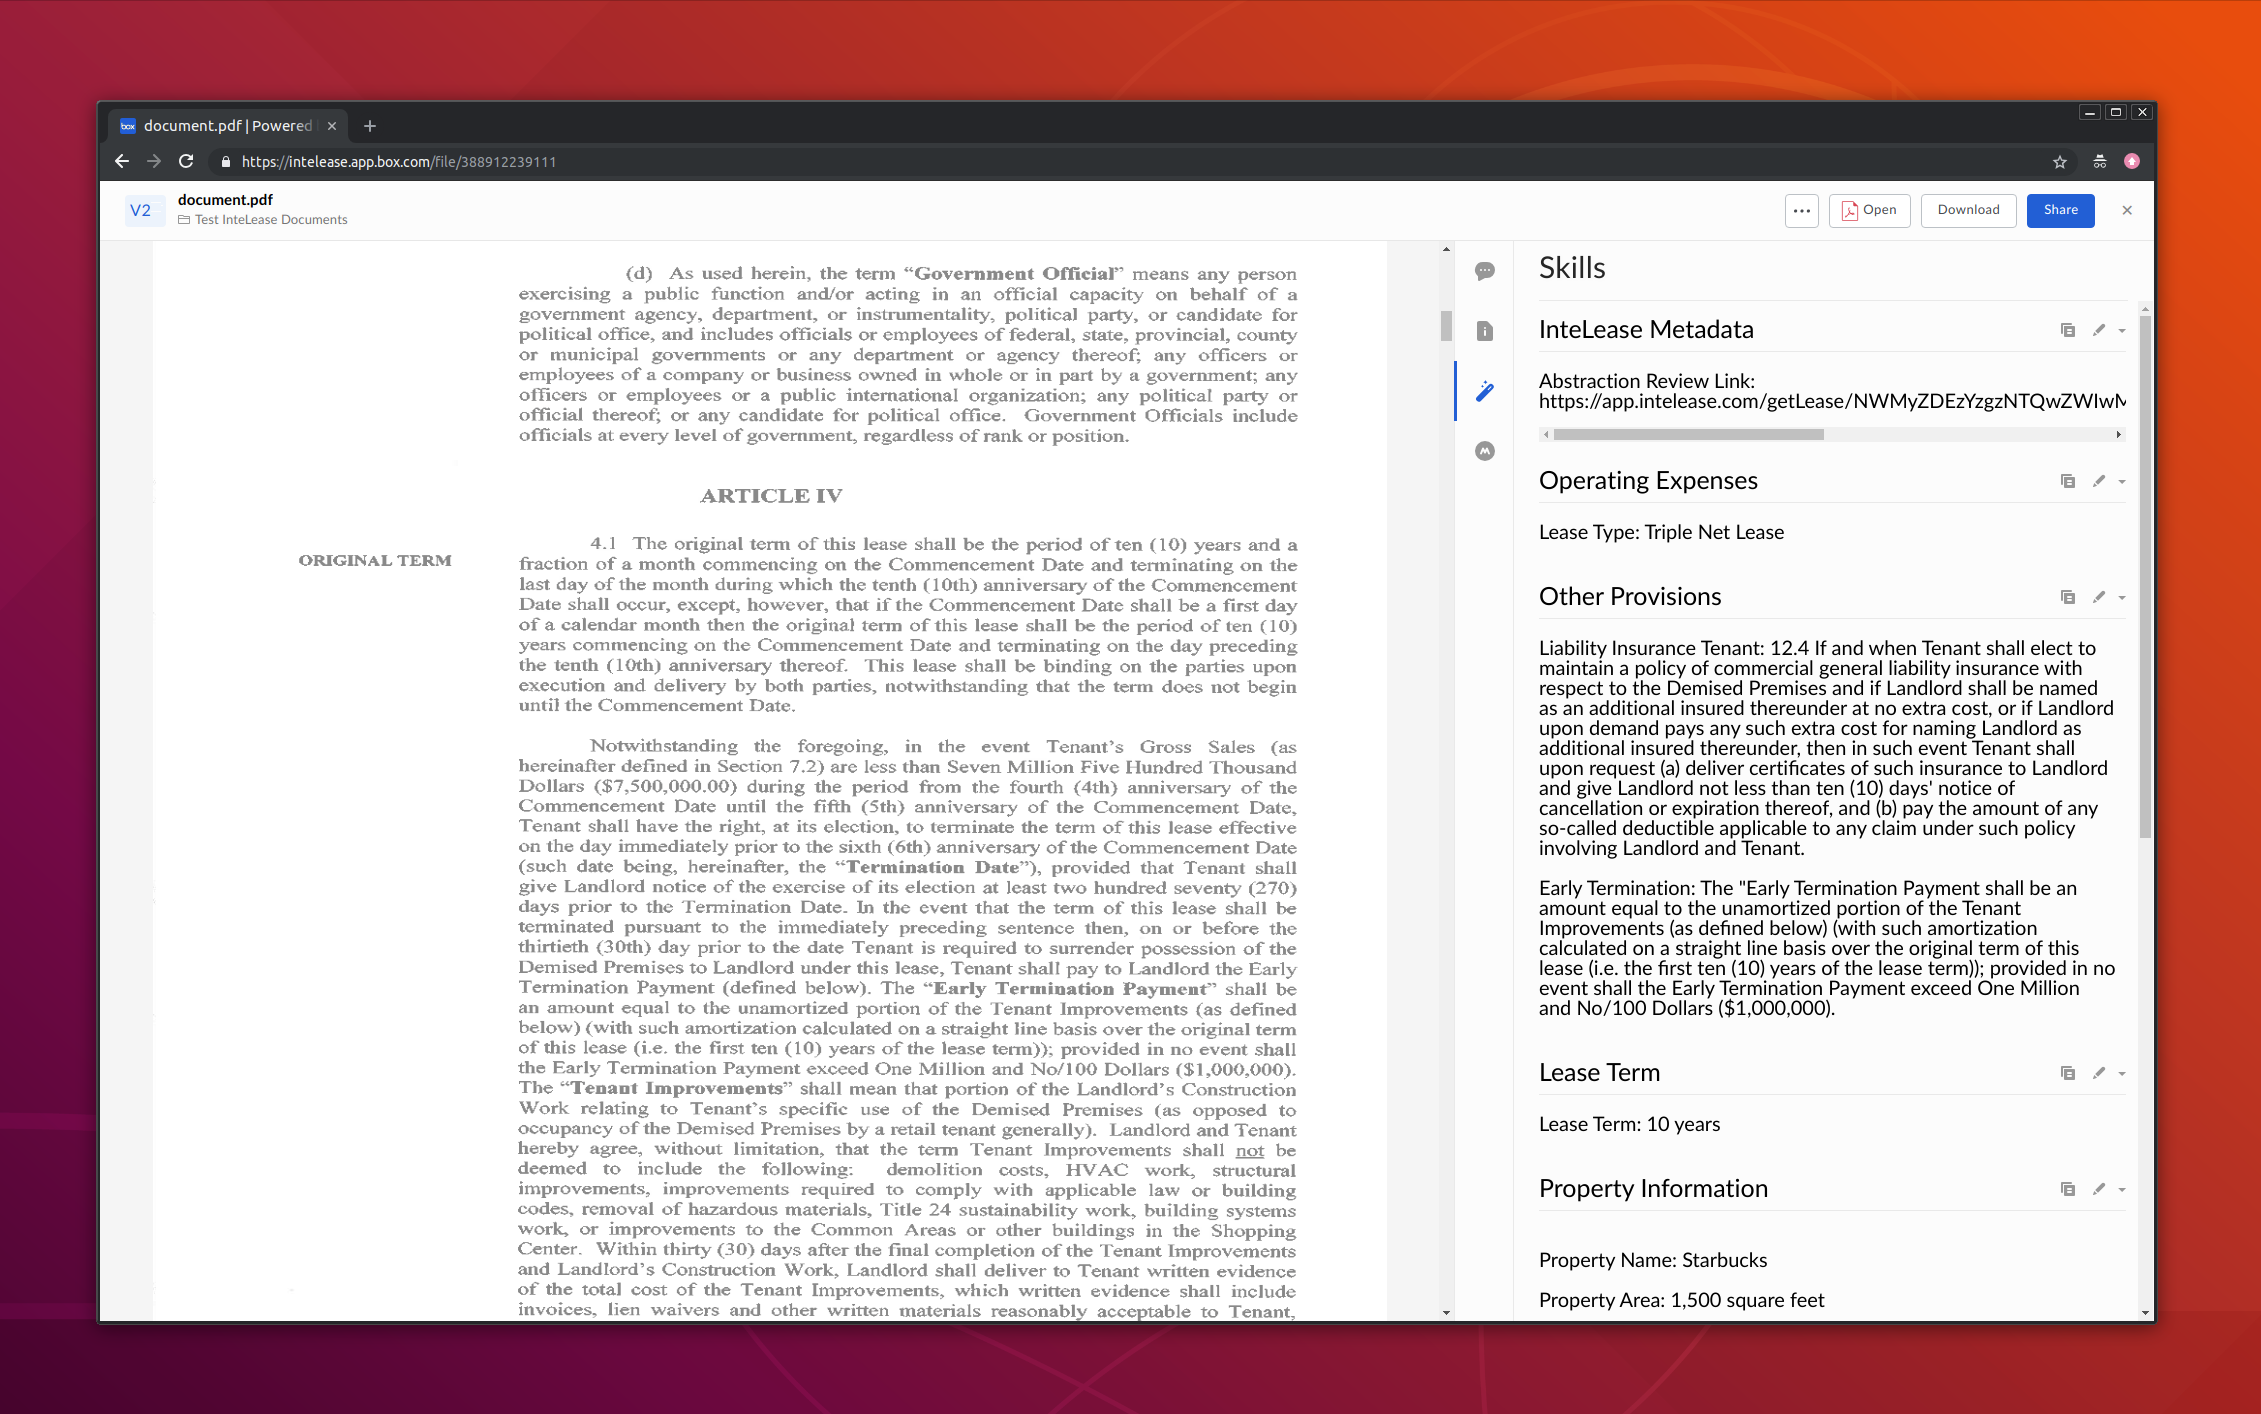 document.pdf | Powered
https://intelease.app.box.com/file/388912239111
V2
document.pdf
Test InteLease Documents
Open
Download
Share
(d) As used herein, the term “Government Official” means any person
exercising a public function and/or acting in an official capacity on behalf of a
government agency, department, or instrumentality, political party, or candidate for
political office, and includes officials or employees of federal, state, provincial, county
or municipal governments or any department or agency thereof; any officers or
employees of a company or business owned in whole or in part by a government; any
officers or employees or a public international organization; any political party or
official thereof; or any candidate for political office. Government Officials include
officials at every level of government, regardless of rank or position.
ARTICLE IV
ORIGINAL TERM
4.1 The original term of this lease shall be the period of ten (10) years and a
fraction of a month commencing on the Commencement Date and terminating on the
last day of the month during which the tenth (10th) anniversary of the Commencement
Date shall occur, except, however, that if the Commencement Date shall be a first day
of a calendar month then the original term of this lease shall be the period of ten (10)
years commencing on the Commencement Date and terminating on the day preceding
the tenth (10th) anniversary thereof. This lease shall be binding on the parties upon
execution and delivery by both parties, notwithstanding that the term does not begin
until the Commencement Date.
Notwithstanding the foregoing, in the event Tenant’s Gross Sales (as
hereinafter defined in Section 7.2) are less than Seven Million Five Hundred Thousand
Dollars ($7,500,000.00) during the period from the fourth (4th) anniversary of the
Commencement Date until the fifth (5th) anniversary of the Commencement Date,
Tenant shall have the right, at its election, to terminate the term of this lease effective
on the day immediately prior to the sixth (6th) anniversary of the Commencement Date
(such date being, hereinafter, the “Termination Date”), provided that Tenant shall
give Landlord notice of the exercise of its election at least two hundred seventy (270)
days prior to the Termination Date. In the event that the term of this lease shall be
terminated pursuant to the immediately preceding sentence then, on or before the
thirtieth (30th) day prior to the date Tenant is required to surrender possession of the
Demised Premises to Landlord under this lease, Tenant shall pay to Landlord the Early
Termination Payment (defined below). The “Early Termination Payment” shall be
an amount equal to the unamortized portion of the Tenant Improvements (as defined
below) (with such amortization calculated on a straight line basis over the original term
of this lease (i.e. the first ten (10) years of the lease term)); provided in no event shall
the Early Termination Payment exceed One Million and No/100 Dollars ($1,000,000).
The “Tenant Improvements” shall mean that portion of the Landlord’s Construction
Work relating to Tenant’s specific use of the Demised Premises (as opposed to
occupancy of the Demised Premises by a retail tenant generally). Landlord and Tenant
hereby agree, without limitation, that the term Tenant Improvements shall not be
deemed to include the following: demolition costs, HVAC work, structural
improvements, improvements required to comply with applicable law or building
codes, removal of hazardous materials, Title 24 sustainability work, building systems
work, or improvements to the Common Areas or other buildings in the Shopping
Center. Within thirty (30) days after the final completion of the Tenant Improvements
and Landlord’s Construction Work, Landlord shall deliver to Tenant written evidence
of the total cost of the Tenant Improvements, which written evidence shall include
invoices, lien waivers and other written materials reasonably acceptable to Tenant,
Skills
InteLease Metadata
Abstraction Review Link:
https://app.intelease.com/getLease/NWMyZDEzYzgzNTQwZWIwM
Operating Expenses
Lease Type: Triple Net Lease
Other Provisions
Liability Insurance Tenant: 12.4 If and when Tenant shall elect to
maintain a policy of commercial general liability insurance with
respect to the Demised Premises and if Landlord shall be named
as an additional insured thereunder at no extra cost, or if Landlord
upon demand pays any such extra cost for naming Landlord as
additional insured thereunder, then in such event Tenant shall
upon request (a) deliver certificates of such insurance to Landlord
and give Landlord not less than ten (10) days' notice of
cancellation or expiration thereof, and (b) pay the amount of any
so-called deductible applicable to any claim under such policy
involving Landlord and Tenant.
Early Termination: The "Early Termination Payment shall be an
amount equal to the unamortized portion of the Tenant
Improvements (as defined below) (with such amortization
calculated on a straight line basis over the original term of this
lease (i.e. the first ten (10) years of the lease term)); provided in no
event shall the Early Termination Payment exceed One Million
and No/100 Dollars ($1,000,000).
Lease Term
Lease Term: 10 years
Property Information
Property Name: Starbucks
Property Area: 1,500 square feet